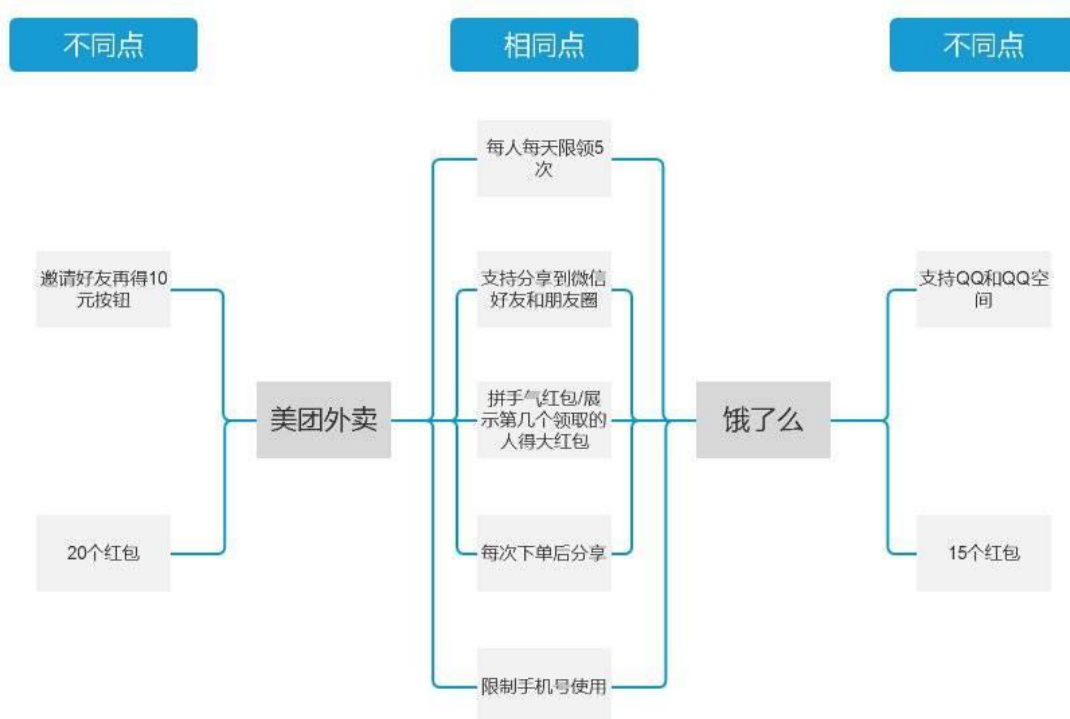 不同点
相同点
不同点
每人每天限领5
次
邀请好友再得10
元按钮
支持分享到微信
好友和朋友圈
支持QQ和QQ空
间
美团外卖
拼手气红包/展
示第几个领取的
人得大红包
饿了么
20个红包
每次下单后分享
15个红包
限制手机号使用